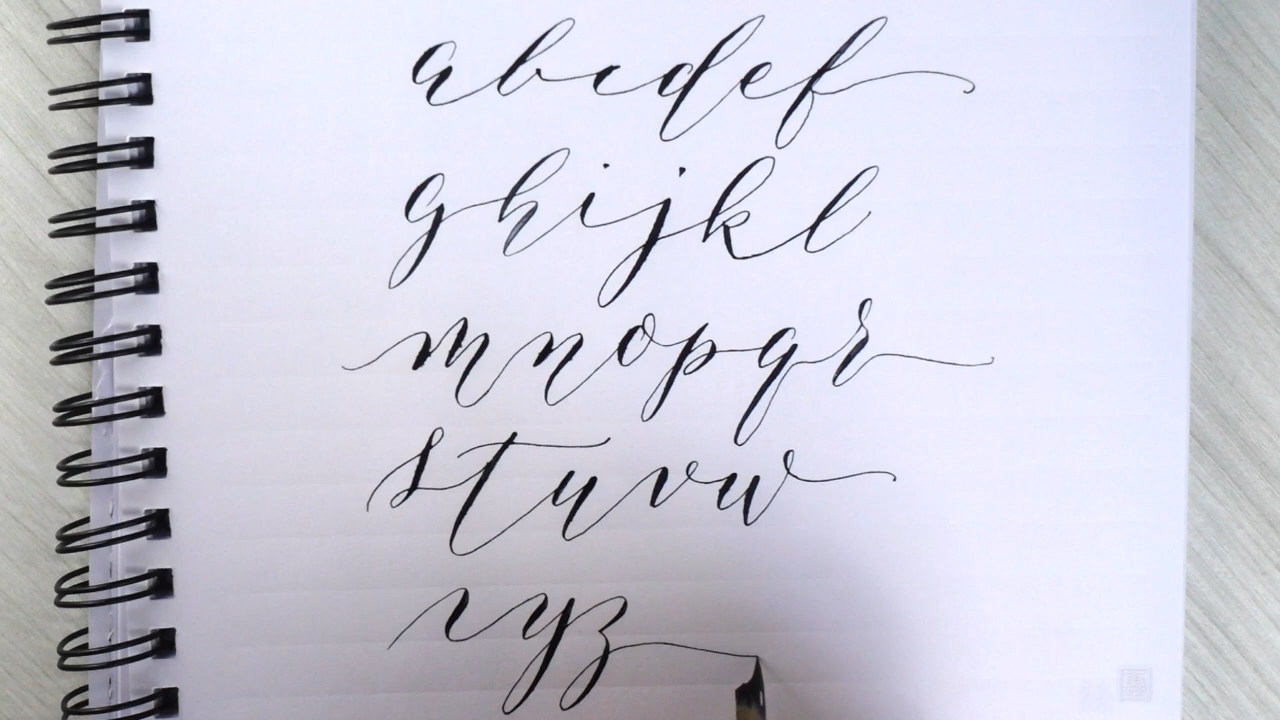 abcdef
ghijkl
mnopqr
stuvw
xyz